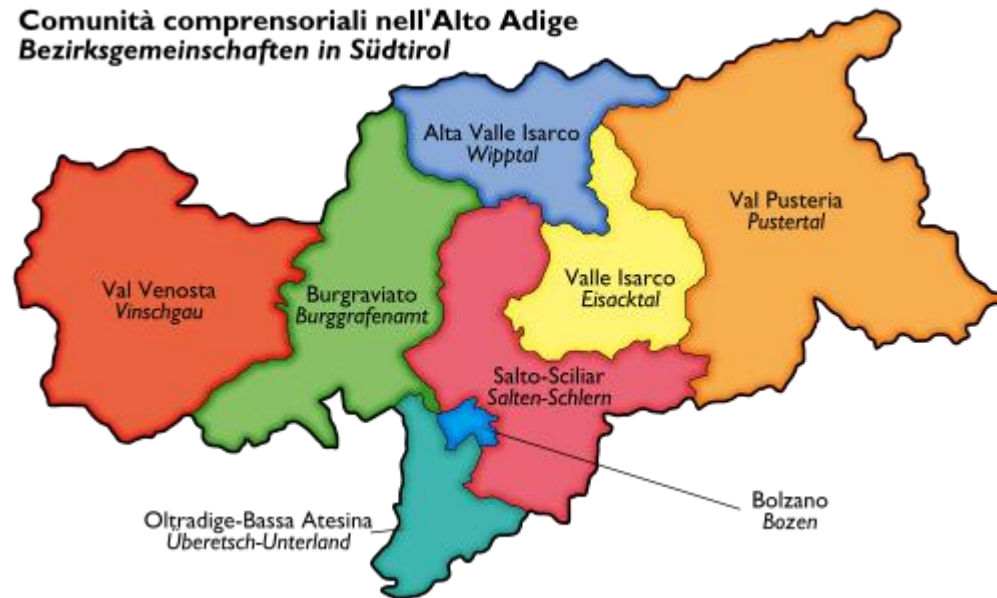 Comunità comprensoriali nell'Alto Adige
Bezirksgemeinschaften in Südtirol
Alta Valle Isarco
Wipptal
Val Pusteria
Pustertal
Val Venosta
Vinschgau
Burgraviato
Burggrafenamt
Valle Isarco
Eisacktal
Salto-Sciliar
Salten-Schlern
Bolzano
Bozen
Oltradige-Bassa Atesina
Überetsch-Unterland